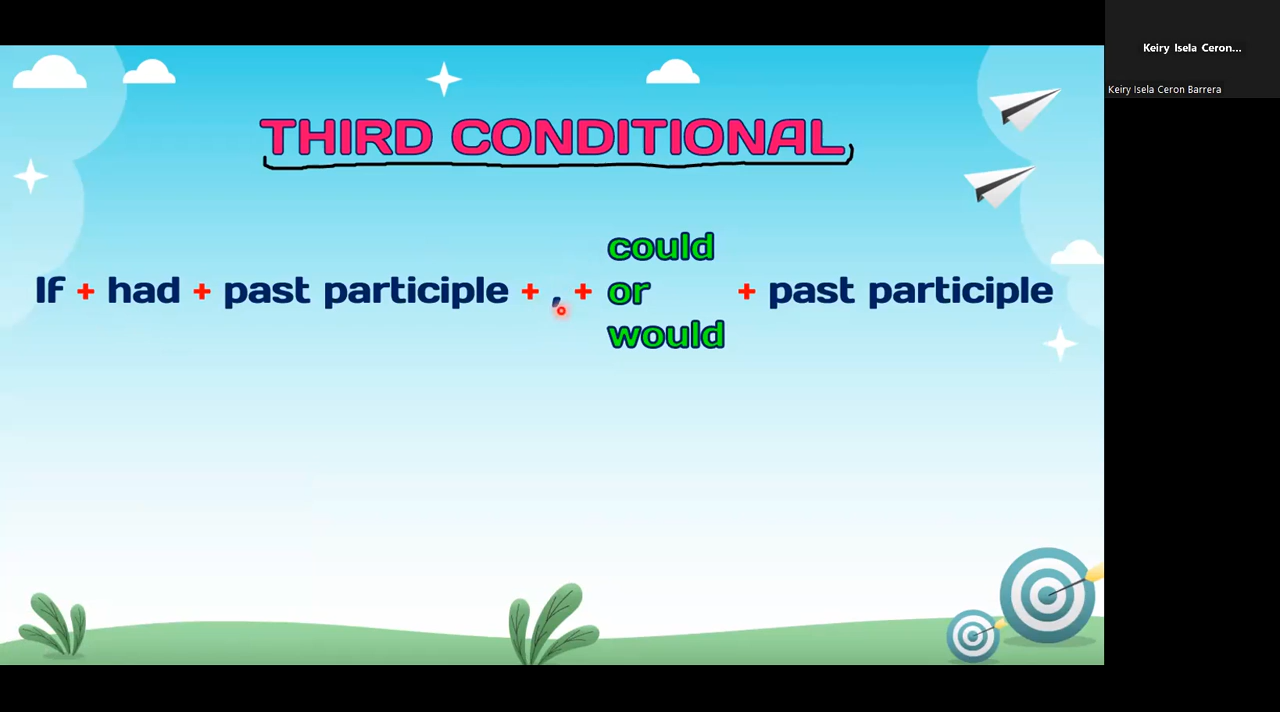 Keiry Isela Ceron...
Keiry Isela Ceron Barrera
THIRD CONDITIONAL
could
If + had + past participle + , + or + past participle
would